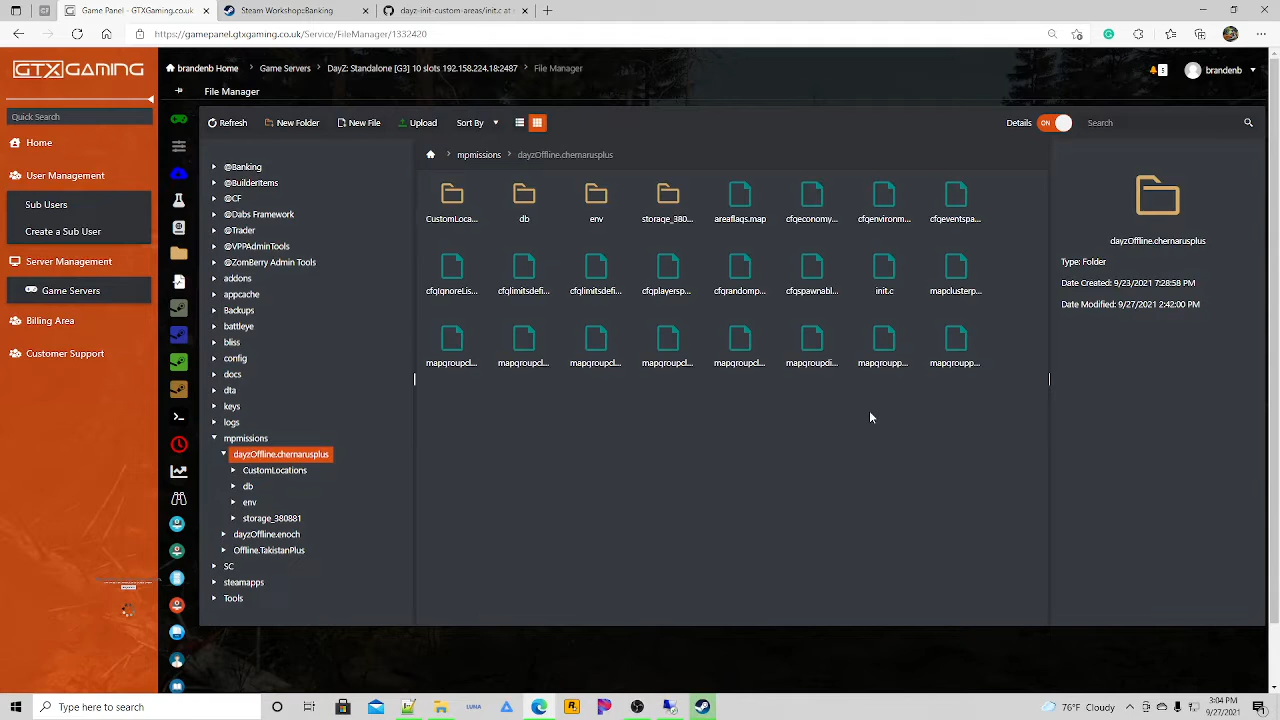 GTXGaming - GTXGaming.co.uk
Steam Workshop::BuilderItems
dayz-init.c-custom-areas/init.c
https://www.gtxgaming.co.uk/Service/FileManager/1332420
GTXGAMING
brandenb Home
Game Servers
DayZ: Standalone [G3] 10 slots 192.158.224.18:2487
File Manager
5
brandenb
File Manager
Quick Search
Home
User Management
Sub Users
Create a Sub User
Server Management
Game Servers
Billing Area
Customer Support
Refresh
New Folder
New File
Upload
Sort By
Details
ON
Search
@Banking
@BuilderItems
@CF
@Dabs Framework
@Trader
@VPPAdminTools
@ZomBerry Admin Tools
addons
appcache
Backups
battleye
bliss
config
docs
dta
keys
logs
mpmissions
dayzOffline.chernarusplus
CustomLocations
db
env
storage_380881
dayzOffline.enoch
Offline.TakistanPlus
SC
steamapps
Tools
mpmissions
dayzOffline.chernarusplus
CustomLoca...
db
env
storage_380...
areaflags.map
cfgeconomy...
cfgenvironm...
cfgeventspa...
cfgIgnoreLis...
cfglimitsdefi...
cfglimitsdefi...
cfgplayersp...
cfgrandomp...
cfgspawnabl...
init.c
mapclusterp...
mapgroupcl...
mapgroupcl...
mapgroupcl...
mapgroupcl...
mapgroupcl...
mapgroupdi...
mapgroupp...
mapgroupp...
dayzOffline.chernarusplus
Type: Folder
Date Created: 9/23/2021 7:28:58 PM
Date Modified: 9/27/2021 2:42:00 PM
Type here to search
LUNA
76°F Cloudy
3:04 PM
9/27/2021